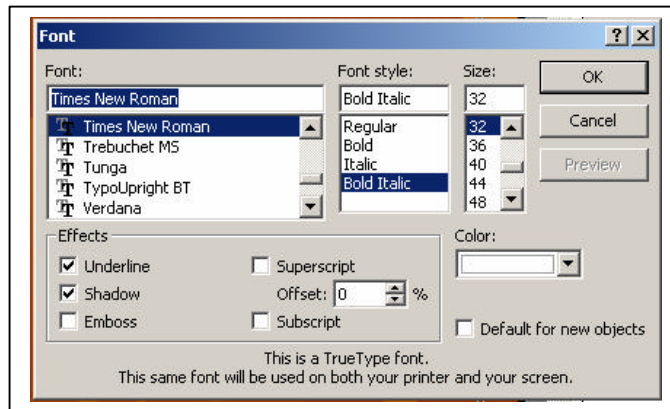 Font
Font: Font style: Size:
Times New Roman Bold Italic 32 OK
Times New Roman Regular 32 Cancel
Trebuchet MS Bold 36
Tunga Italic 40 Preview
TypoUpright BT Bold Italic 44
Verdana 48
Effects Color:
Underline Superscript
Shadow Offset: 0 %
Emboss Subscript Default for new objects
This is a TrueType font.
This same font will be used on both your printer and your screen.